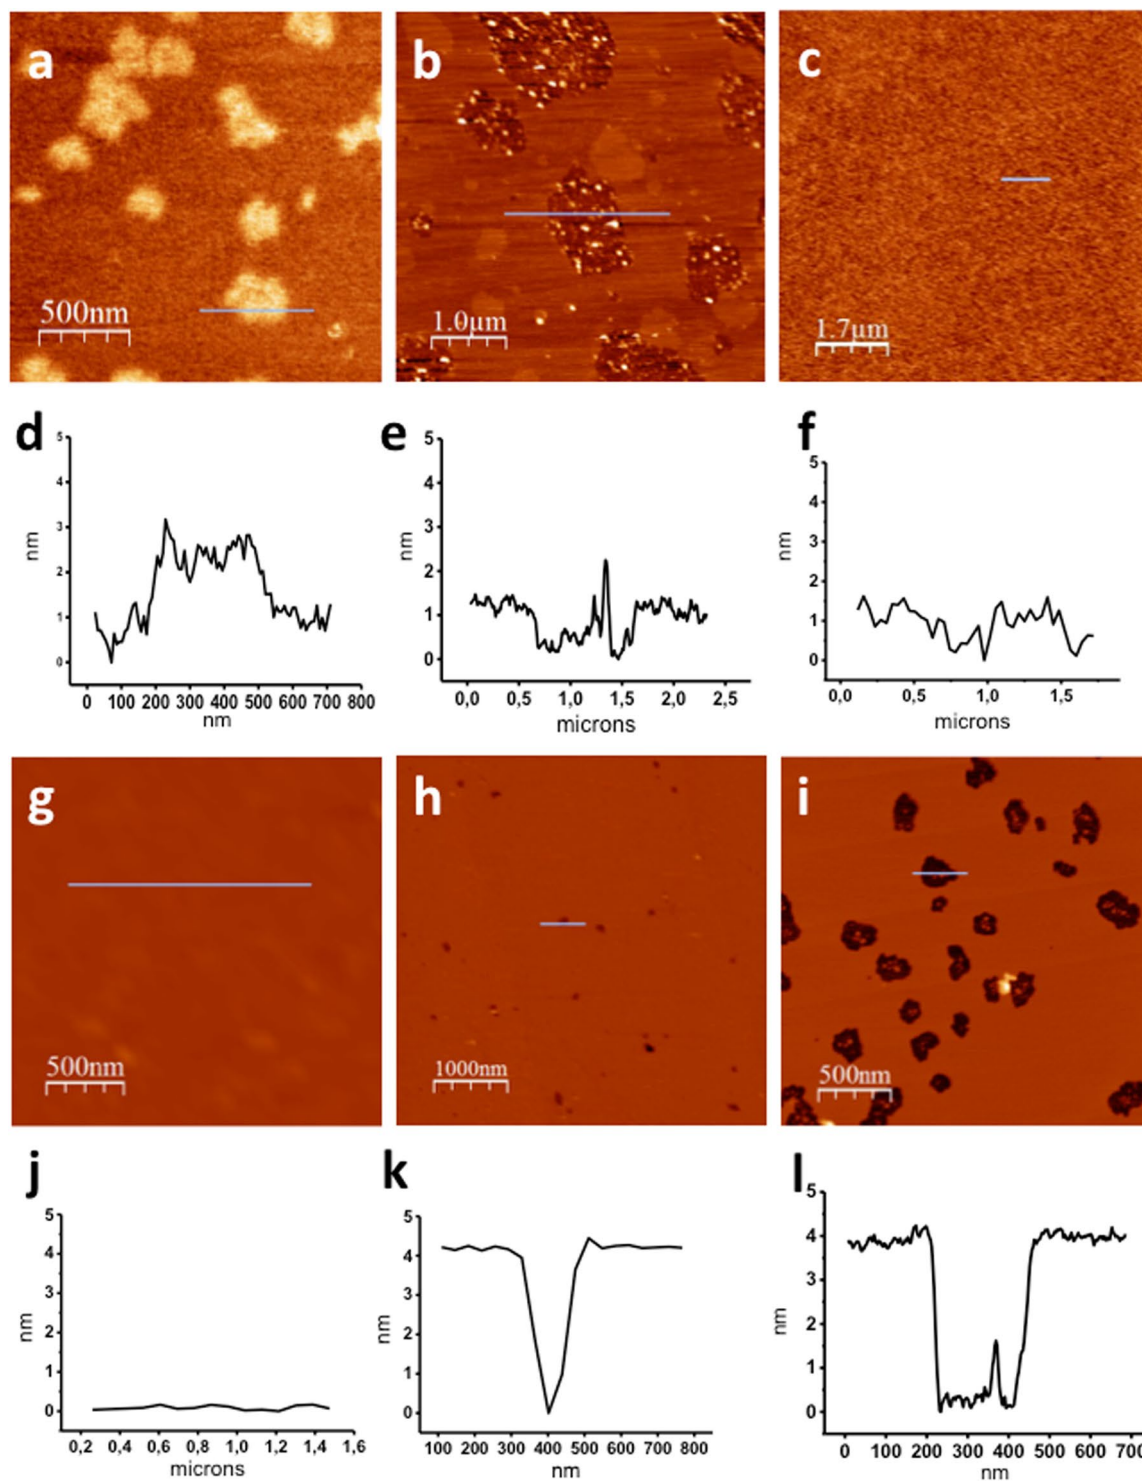 a b c
500nm 1.0µm 1.7µm
d e f
5 5 5
4 4 4
3 3 3
2 2 2
1 1 1
0 0 0
nm nm nm
0 100 200 300 400 500 600 700 800
nm
0,0 0,5 1,0 1,5 2,0 2,5
microns
0,0 0,5 1,0 1,5
microns
g h i
500nm 1000nm 500nm
j k l
5 5 5
4 4 4
3 3 3
2 2 2
1 1 1
0 0 0
nm nm nm
0,2 0,4 0,6 0,8 1,0 1,2 1,4 1,6
microns
100 200 300 400 500 600 700 800
nm
0 100 200 300 400 500 600 700
nm